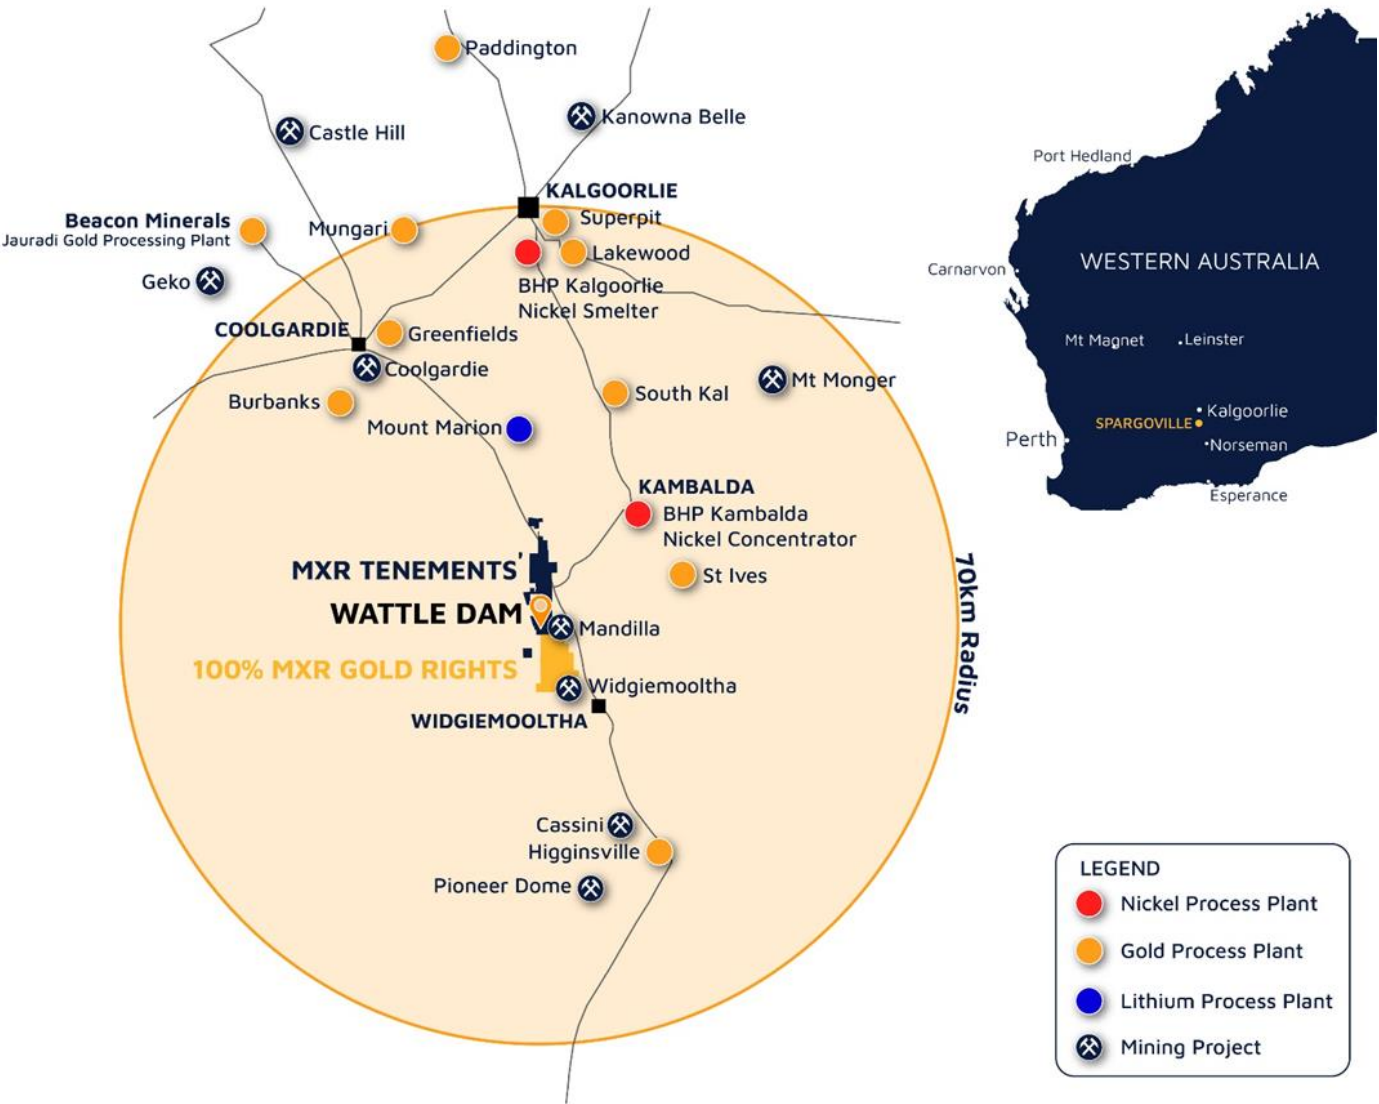 Paddington
Kanowna Belle
Castle Hill
KALGOORLIE
Superpit
Beacon Minerals
Jauradi Gold Processing Plant
Mungari
Lakewood
Geko
BHP Kalgoorlie
Nickel Smelter
COOLGARDIE
Greenfields
Coolgardie
Mt Monger
Burbanks
South Kal
Mount Marion
KAMBALDA
BHP Kambalda
Nickel Concentrator
MXR TENEMENTS
St Ives
WATTLE DAM
Mandilla
100% MXR GOLD RIGHTS
Widgiemooltha
WIDGIEMOOLTHA
70km Radius
Cassini
Higginsville
Pioneer Dome
Port Hedland
WESTERN AUSTRALIA
Carnarvon
Mt Magnet
Leinster
Kalgoorlie
SPARGOVILLE
Perth
Norseman
Esperance
LEGEND
Nickel Process Plant
Gold Process Plant
Lithium Process Plant
Mining Project